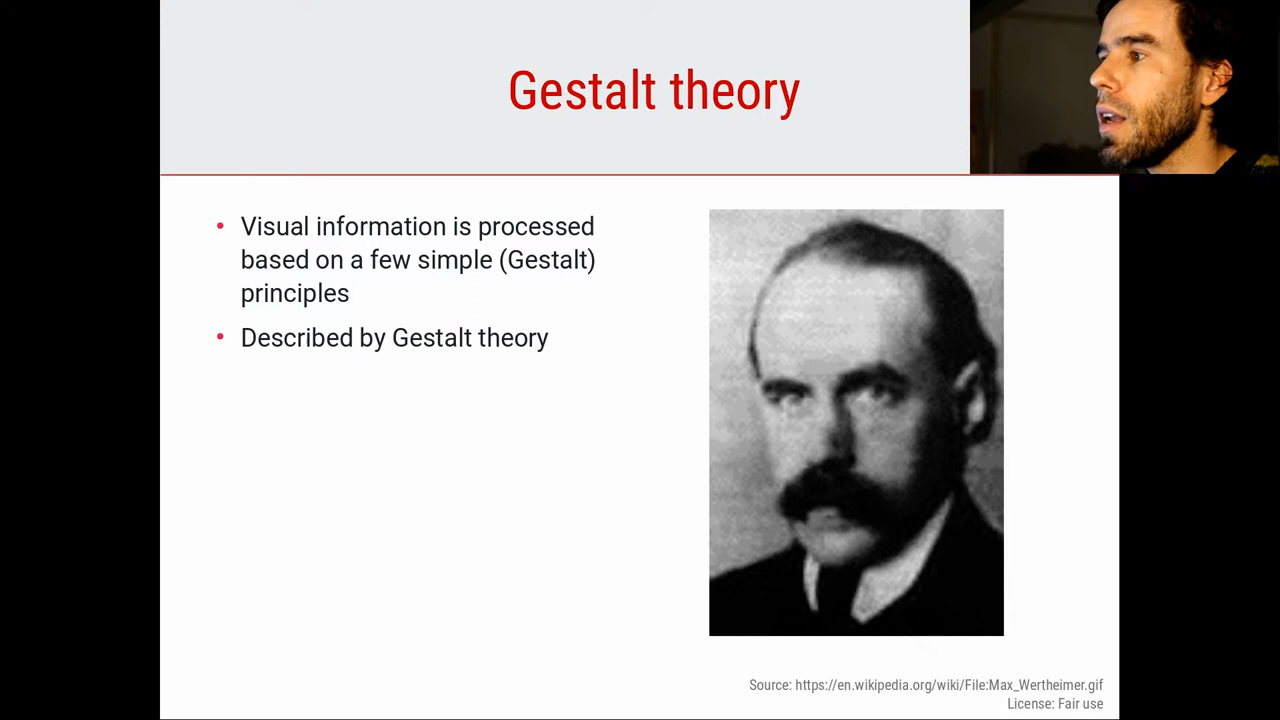 Gestalt theory
• Visual information is processed
based on a few simple (Gestalt)
principles
• Described by Gestalt theory
Source: https://en.wikipedia.org/wiki/File:Max_Wertheimer.gif
License: Fair use